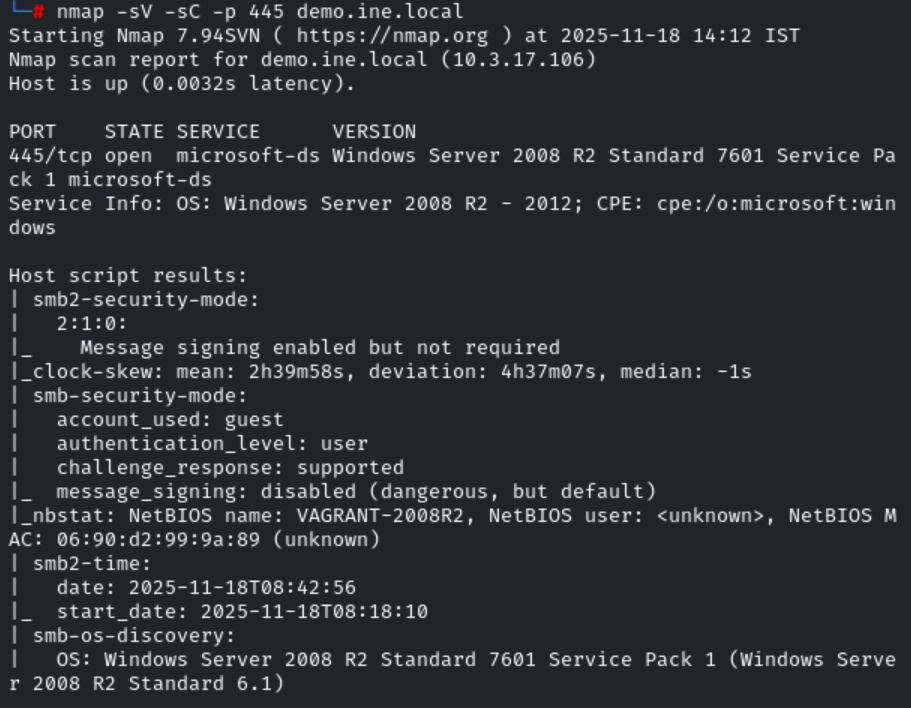 └─# nmap -sV -sC -p 445 demo.ine.local
Starting Nmap 7.94SVN ( https://nmap.org ) at 2025-11-18 14:12 IST
Nmap scan report for demo.ine.local (10.3.17.106)
Host is up (0.0032s latency).

PORT    STATE SERVICE      VERSION
445/tcp open  microsoft-ds Windows Server 2008 R2 Standard 7601 Service Pa
ck 1 microsoft-ds
Service Info: OS: Windows Server 2008 R2 - 2012; CPE: cpe:/o:microsoft:win
dows

Host script results:
| smb2-security-mode:
|   2:1:0:
|_    Message signing enabled but not required
|_clock-skew: mean: 2h39m58s, deviation: 4h37m07s, median: -1s
| smb-security-mode:
|   account_used: guest
|   authentication_level: user
|   challenge_response: supported
|_  message_signing: disabled (dangerous, but default)
|_nbstat: NetBIOS name: VAGRANT-2008R2, NetBIOS user: <unknown>, NetBIOS M
AC: 06:90:d2:99:9a:89 (unknown)
| smb2-time:
|   date: 2025-11-18T08:42:56
|_  start_date: 2025-11-18T08:18:10
| smb-os-discovery:
|   OS: Windows Server 2008 R2 Standard 7601 Service Pack 1 (Windows Serve
r 2008 R2 Standard 6.1)